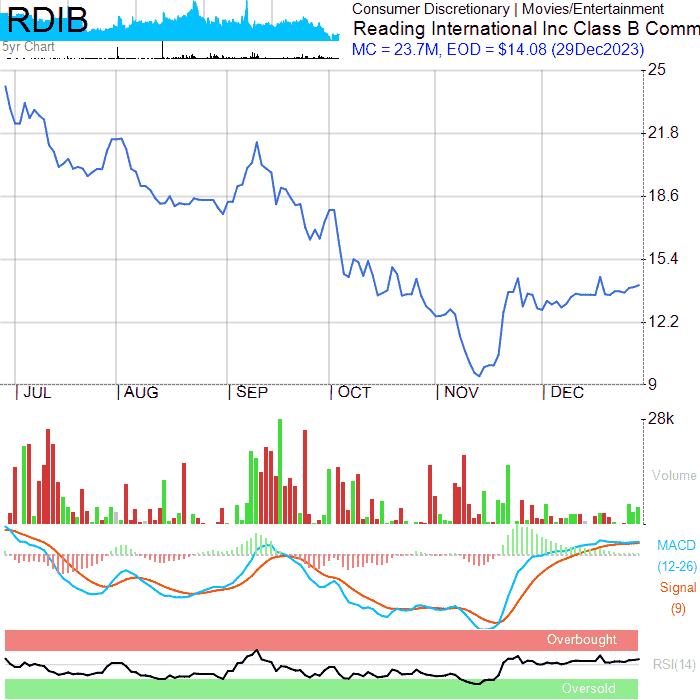 RDIB
5yr Chart
Consumer Discretionary | Movies/Entertainment
Reading International Inc Class B Comm
MC = 23.7M, EOD = $14.08 (29Dec2023)
25
21.8
18.6
15.4
12.2
9
JUL AUG SEP OCT NOV DEC
28k
Volume
MACD
(12-26)
Signal
(9)
Overbought
RSI(14)
Oversold